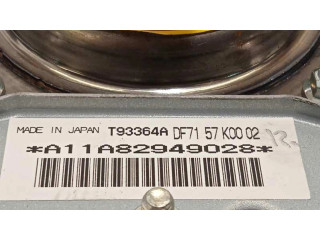 MADE IN JAPAN T93364A DF71 57 K00 02
*A11A82949028*